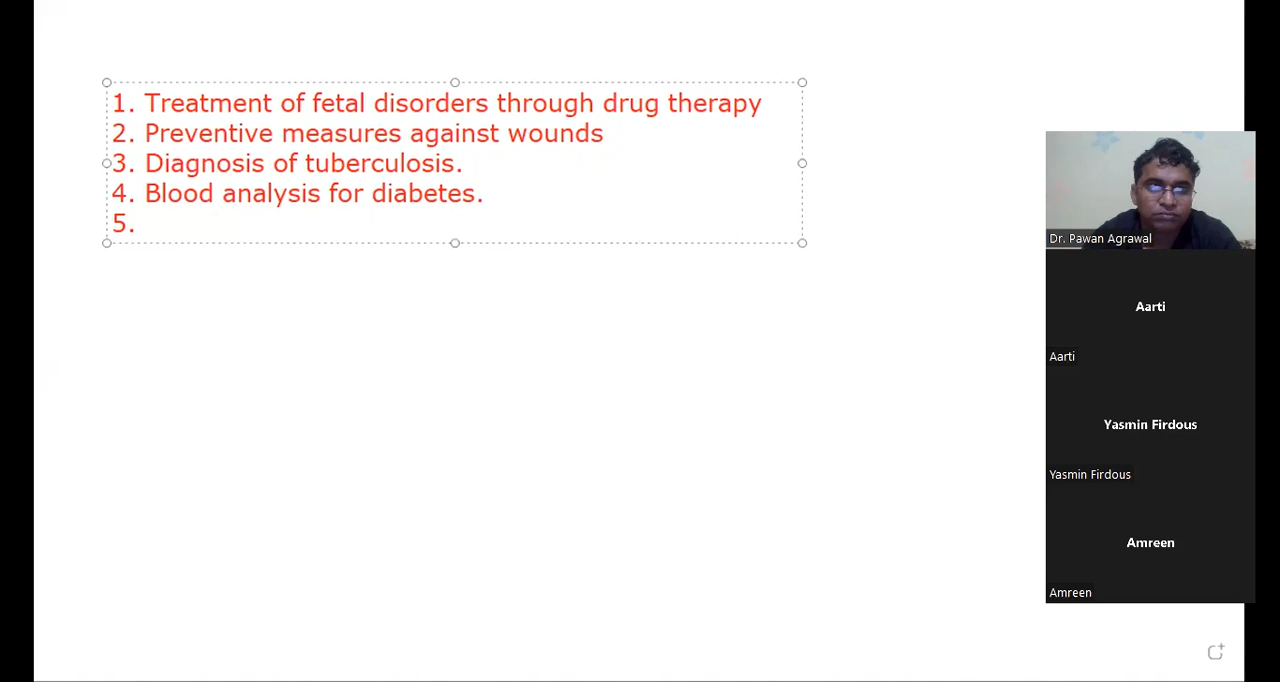 1. Treatment of fetal disorders through drug therapy
2. Preventive measures against wounds
3. Diagnosis of tuberculosis.
4. Blood analysis for diabetes.
5.
Dr. Pawan Agrawal
Aarti
Aarti
Yasmin Firdous
Yasmin Firdous
Amreen
Amreen